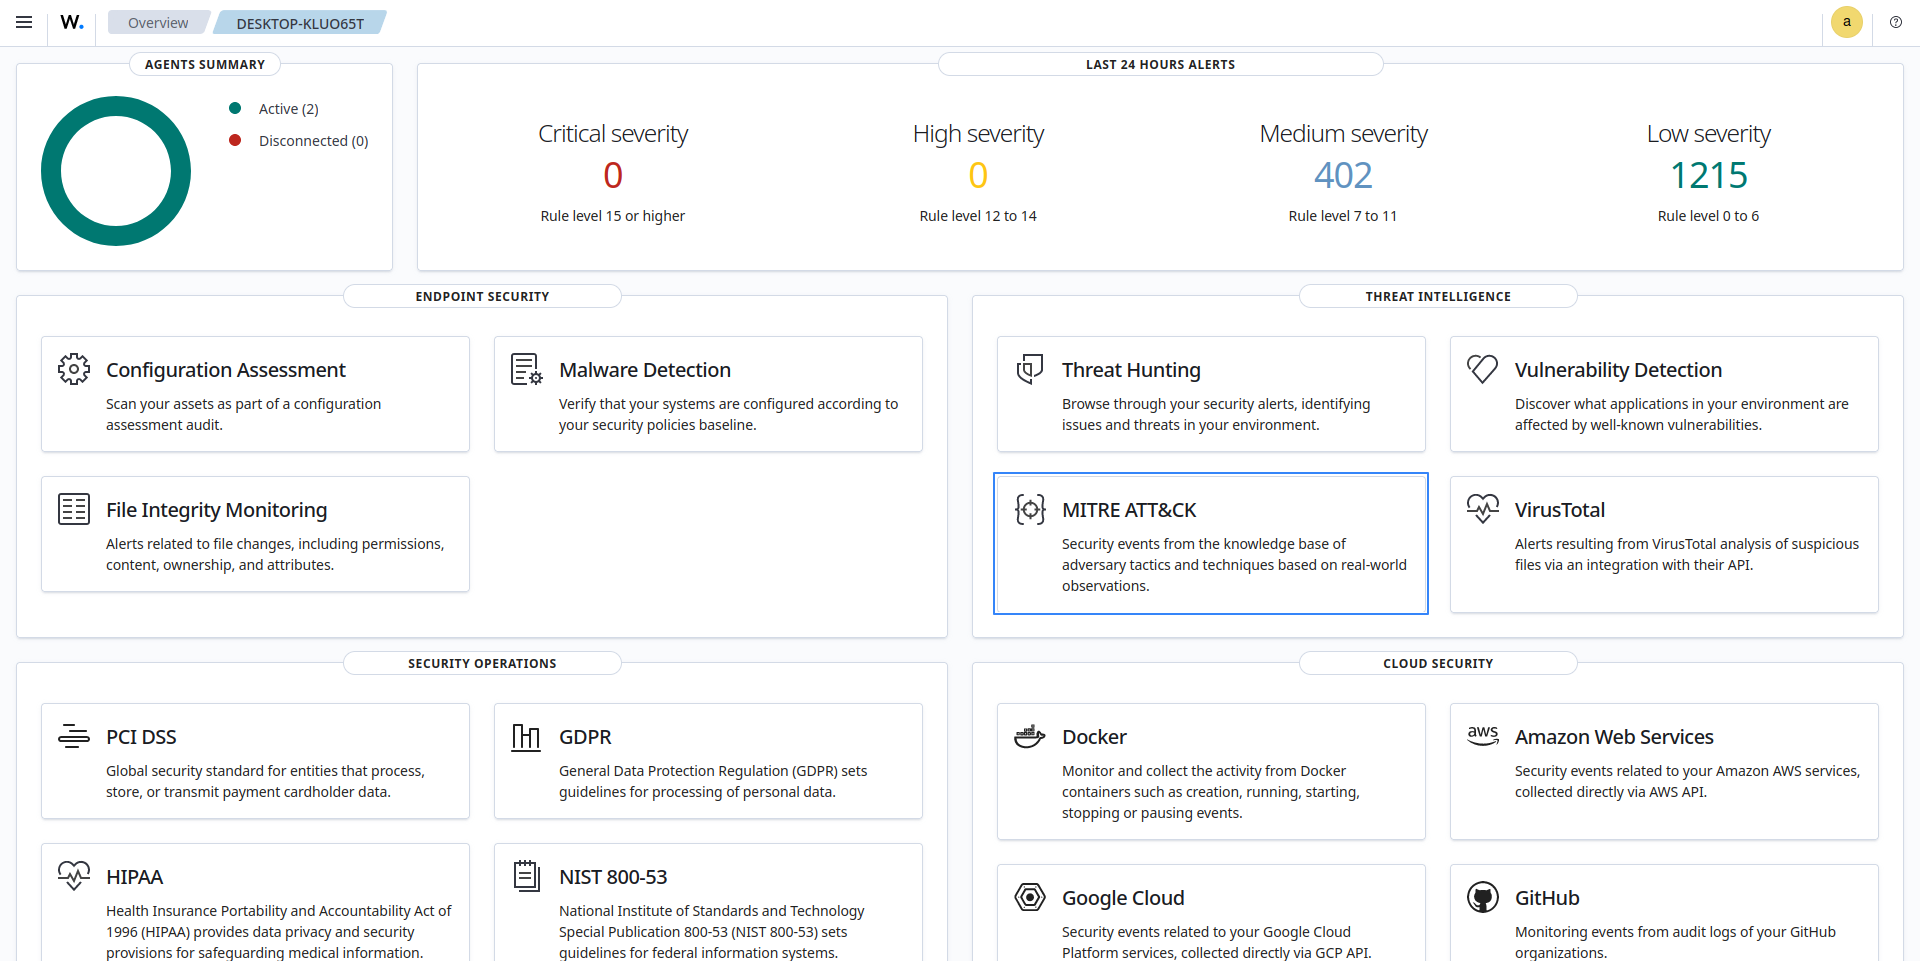 W.
Overview
DESKTOP-KLUO65T
a
AGENTS SUMMARY
Active (2)
Disconnected (0)
LAST 24 HOURS ALERTS
Critical severity
0
Rule level 15 or higher
High severity
0
Rule level 12 to 14
Medium severity
402
Rule level 7 to 11
Low severity
1215
Rule level 0 to 6
ENDPOINT SECURITY
Configuration Assessment
Scan your assets as part of a configuration
assessment audit.
Malware Detection
Verify that your systems are configured according to
your security policies baseline.
File Integrity Monitoring
Alerts related to file changes, including permissions,
content, ownership, and attributes.
THREAT INTELLIGENCE
Threat Hunting
Browse through your security alerts, identifying
issues and threats in your environment.
Vulnerability Detection
Discover what applications in your environment are
affected by well-known vulnerabilities.
MITRE ATT&CK
Security events from the knowledge base of
adversary tactics and techniques based on real-world
observations.
VirusTotal
Alerts resulting from VirusTotal analysis of suspicious
files via an integration with their API.
SECURITY OPERATIONS
PCI DSS
Global security standard for entities that process,
store, or transmit payment cardholder data.
GDPR
General Data Protection Regulation (GDPR) sets
guidelines for processing of personal data.
HIPAA
Health Insurance Portability and Accountability Act of
1996 (HIPAA) provides data privacy and security
provisions for safeguarding medical information.
NIST 800-53
National Institute of Standards and Technology
Special Publication 800-53 (NIST 800-53) sets
guidelines for federal information systems.
CLOUD SECURITY
Docker
Monitor and collect the activity from Docker
containers such as creation, running, starting,
stopping or pausing events.
aws
Amazon Web Services
Security events related to your Amazon AWS services,
collected directly via AWS API.
Google Cloud
Security events related to your Google Cloud
Platform services, collected directly via GCP API.
GitHub
Monitoring events from audit logs of your GitHub
organizations.